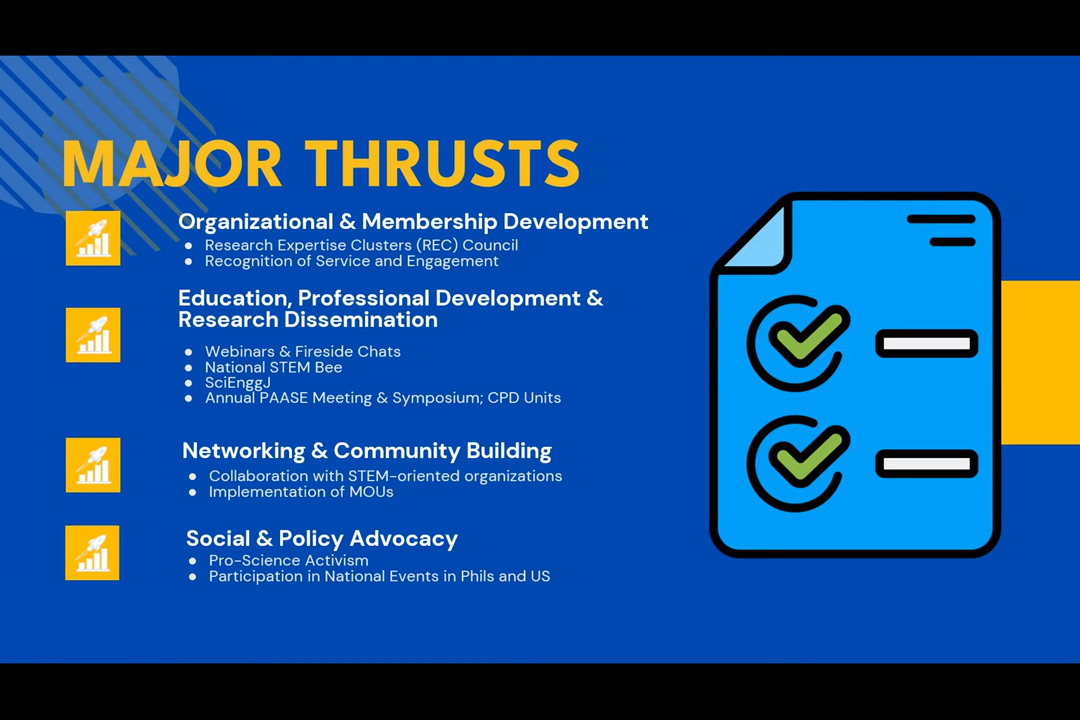 MAJOR THRUSTS
Organizational & Membership Development
● Research Expertise Clusters (REC) Council
● Recognition of Service and Engagement
Education, Professional Development &
Research Dissemination
● Webinars & Fireside Chats
● National STEM Bee
● SciEnggJ
● Annual PAASE Meeting & Symposium; CPD Units
Networking & Community Building
● Collaboration with STEM-oriented organizations
● Implementation of MOUs
Social & Policy Advocacy
● Pro-Science Activism
● Participation in National Events in Phils and US